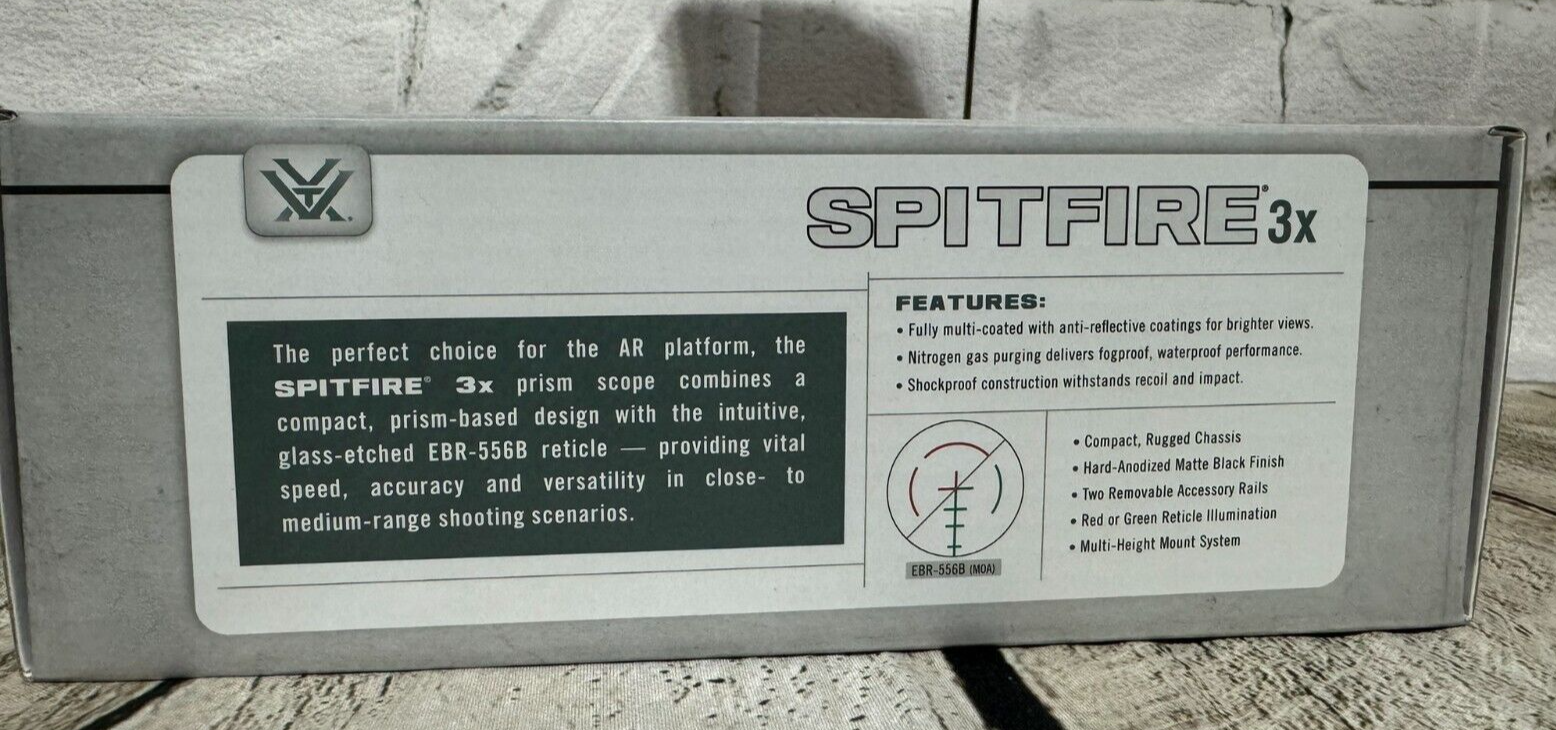 SPITFIRE® 3x
The perfect choice for the AR platform, the
SPITFIRE® 3x prism scope combines a
compact, prism-based design with the intuitive,
glass-etched EBR-556B reticle — providing vital
speed, accuracy and versatility in close- to
medium-range shooting scenarios.
FEATURES:
• Fully multi-coated with anti-reflective coatings for brighter views.
• Nitrogen gas purging delivers fogproof, waterproof performance.
• Shockproof construction withstands recoil and impact.
EBR-556B (MOA)
• Compact, Rugged Chassis
• Hard-Anodized Matte Black Finish
• Two Removable Accessory Rails
• Red or Green Reticle Illumination
• Multi-Height Mount System